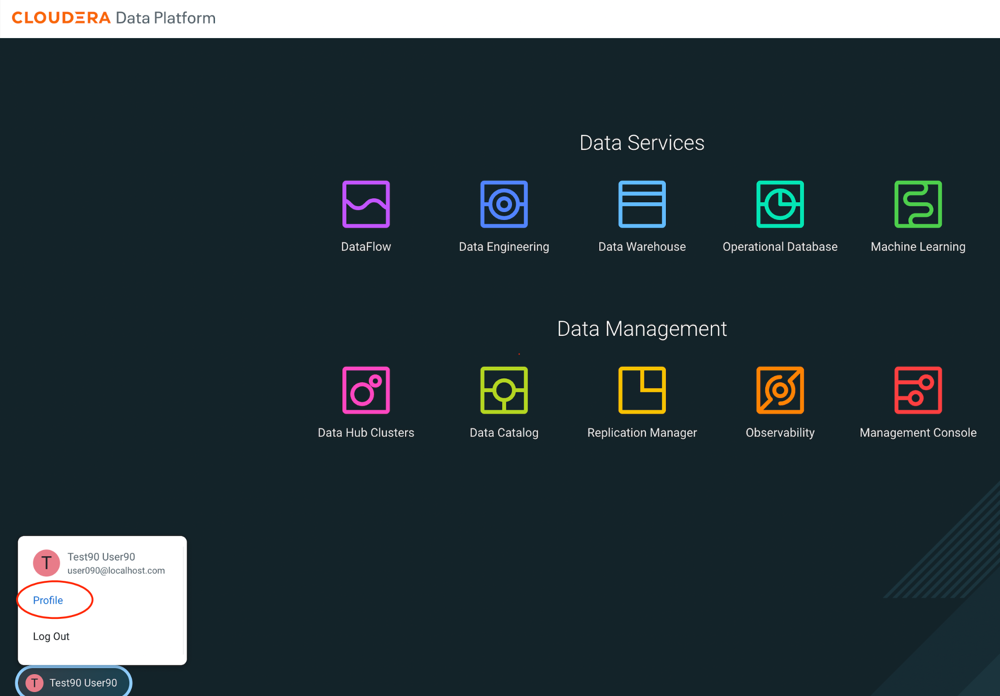 CLOUDERA Data Platform
Data Services
DataFlow
Data Engineering
Data Warehouse
Operational Database
Machine Learning
Data Management
Data Hub Clusters
Data Catalog
Replication Manager
Observability
Management Console
T
Test90 User90
user090@localhost.com
Profile
Log Out
T Test90 User90